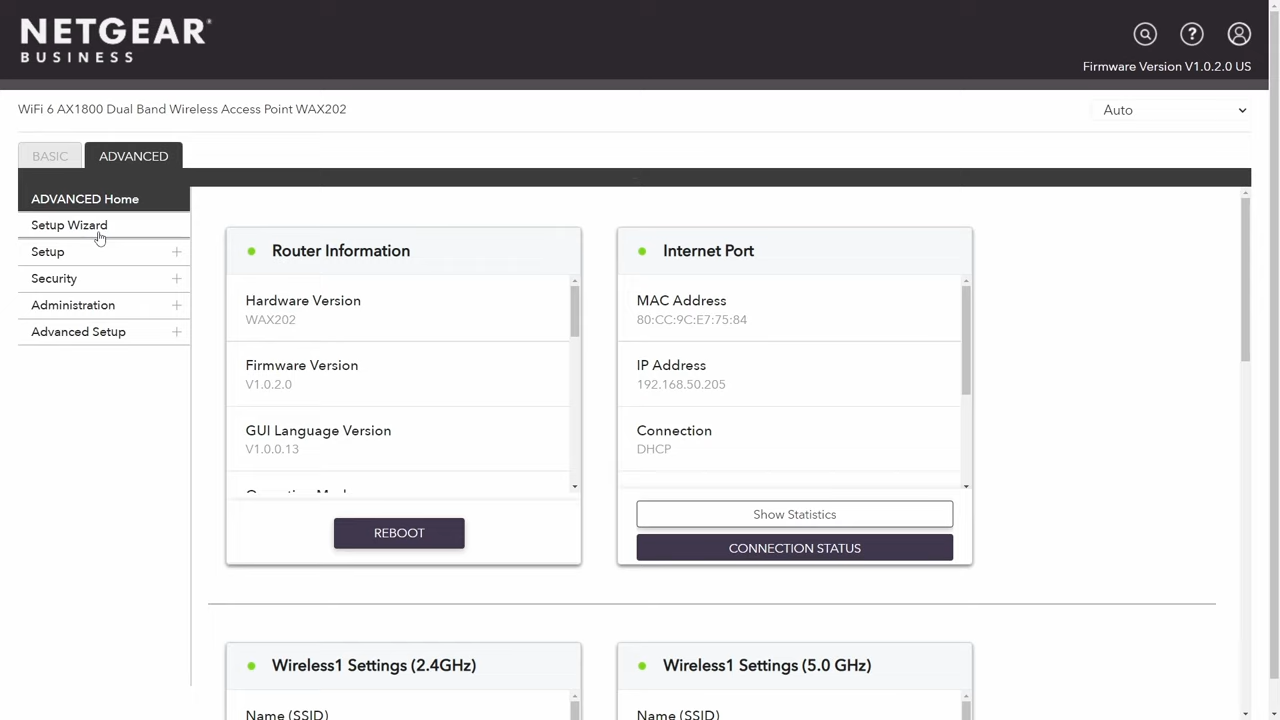 NETGEAR®
BUSINESS
Firmware Version V1.0.2.0 US
WiFi 6 AX1800 Dual Band Wireless Access Point WAX202
Auto
BASIC
ADVANCED
ADVANCED Home
Setup Wizard
Setup
Security
Administration
Advanced Setup
Router Information
Hardware Version
WAX202
Firmware Version
V1.0.2.0
GUI Language Version
V1.0.0.13
REBOOT
Internet Port
MAC Address
80:CC:9C:E7:75:84
IP Address
192.168.50.205
Connection
DHCP
Show Statistics
CONNECTION STATUS
Wireless1 Settings (2.4GHz)
Name (SSID)
Wireless1 Settings (5.0 GHz)
Name (SSID)